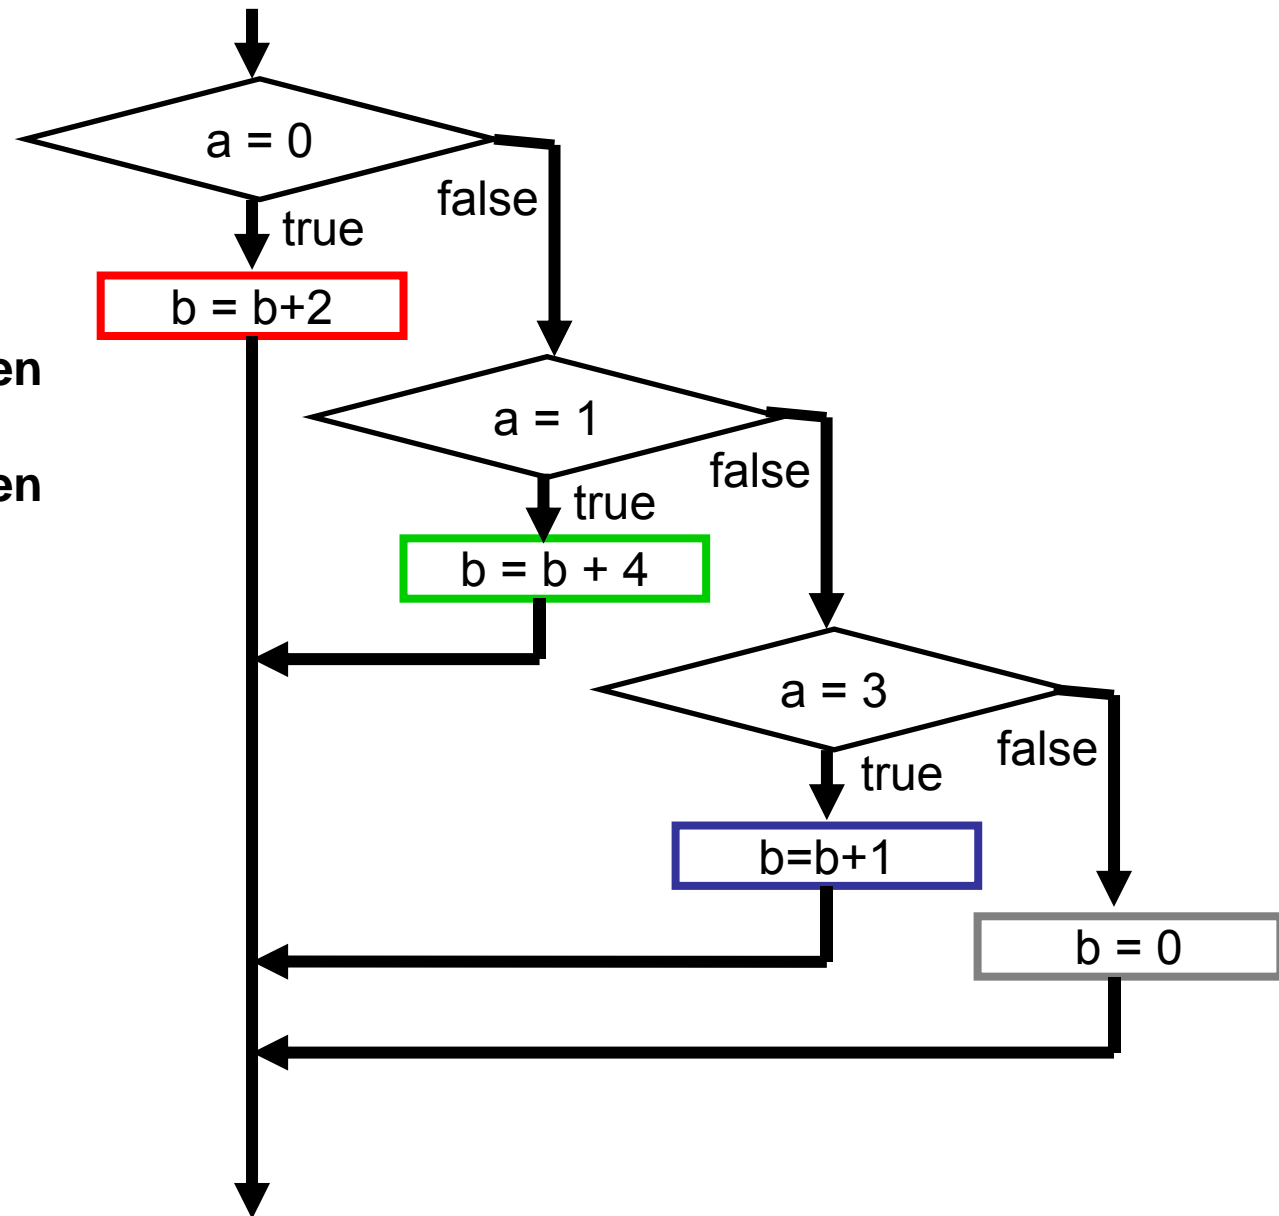 a = 0
false
true
b = b+2
en
a = 1
false
en
true
b = b + 4
a = 3
false
true
b=b+1
b = 0